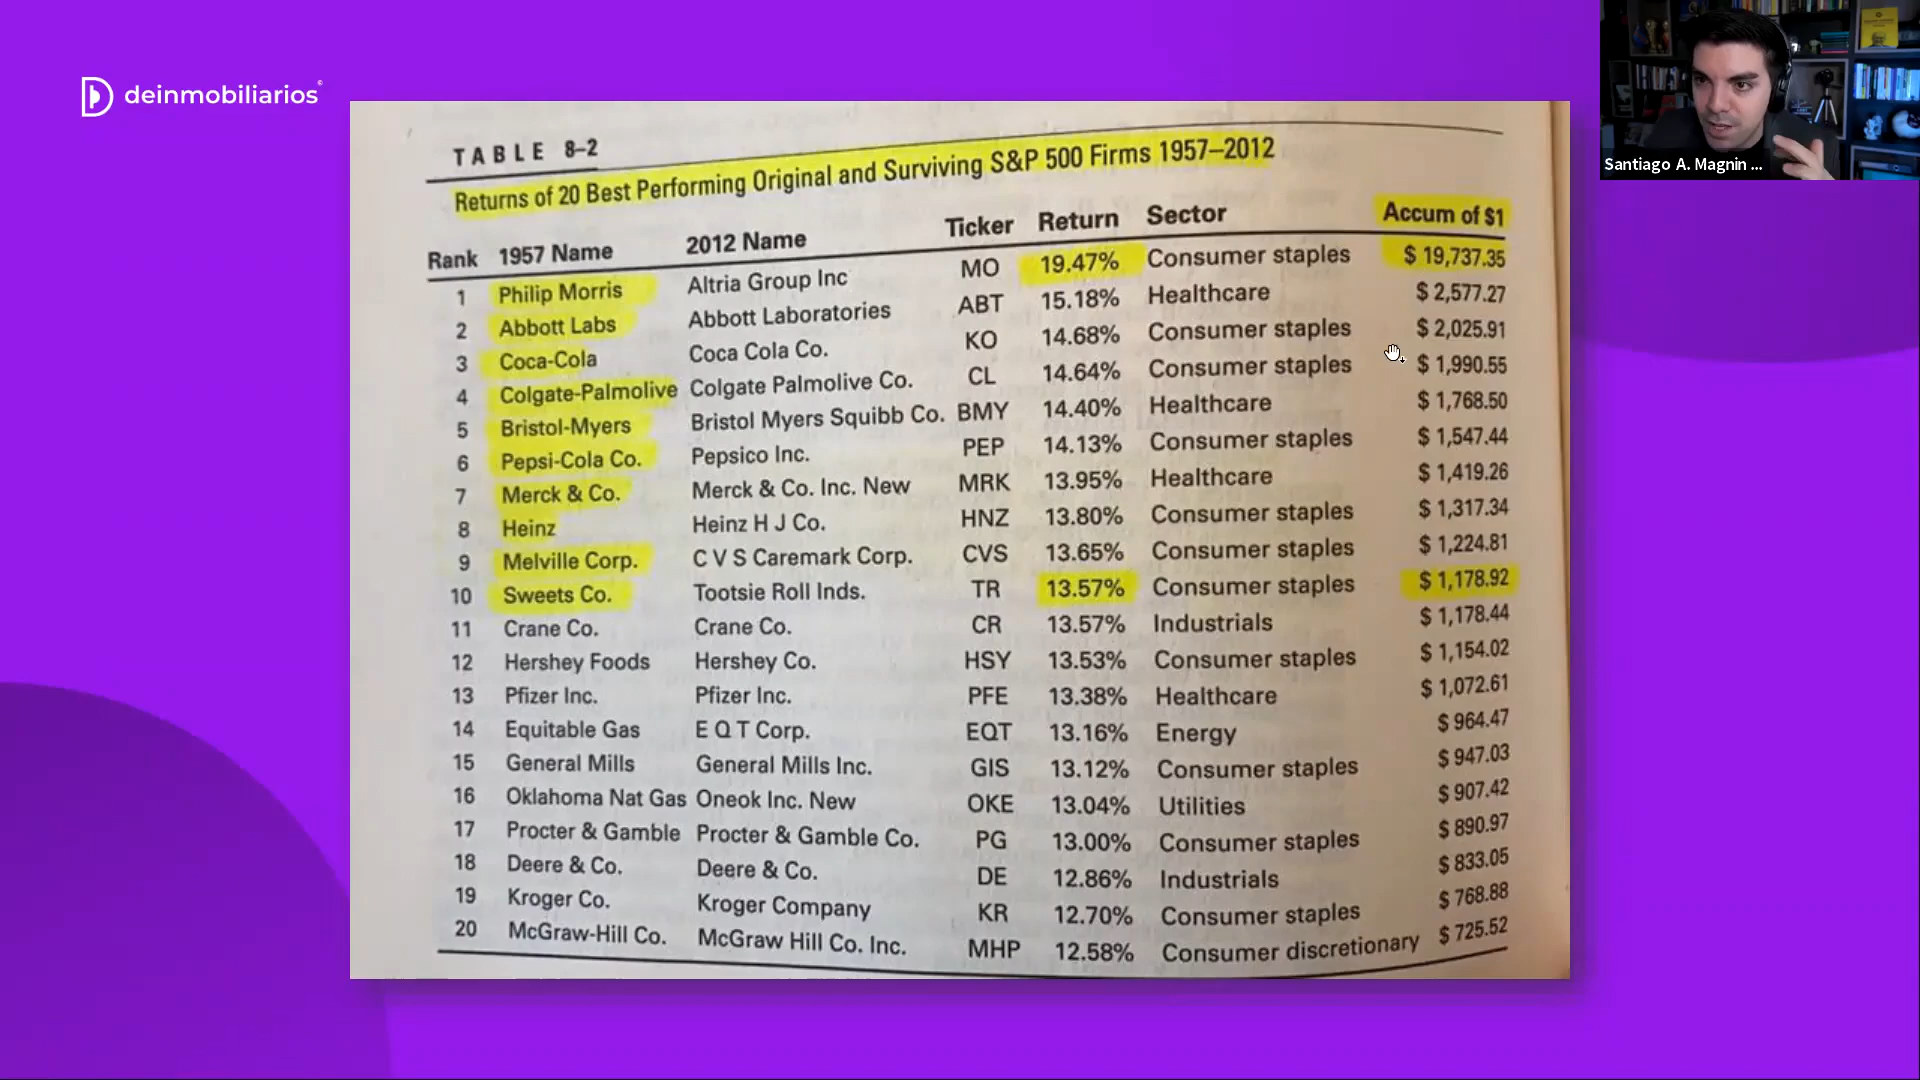 deinmobiliarios
Santiago A. Magnin ...
TABLE 8–2
Returns of 20 Best Performing Original and Surviving S&P 500 Firms 1957–2012
Rank 1957 Name 2012 Name Ticker Return Sector Accum of $1
1 Philip Morris Altria Group Inc MO 19.47% Consumer staples $ 19,737.35
2 Abbott Labs Abbott Laboratories ABT 15.18% Healthcare $ 2,577.27
3 Coca-Cola Coca Cola Co. KO 14.68% Consumer staples $ 2,025.91
4 Colgate-Palmolive Colgate Palmolive Co. CL 14.64% Consumer staples $ 1,990.55
5 Bristol-Myers Bristol Myers Squibb Co. BMY 14.40% Healthcare $ 1,768.50
6 Pepsi-Cola Co. Pepsico Inc. PEP 14.13% Consumer staples $ 1,547.44
7 Merck & Co. Merck & Co. Inc. New MRK 13.95% Healthcare $ 1,419.26
8 Heinz Heinz H J Co. HNZ 13.80% Consumer staples $ 1,317.34
9 Melville Corp. C V S Caremark Corp. CVS 13.65% Consumer staples $ 1,224.81
10 Sweets Co. Tootsie Roll Inds. TR 13.57% Consumer staples $ 1,178.92
11 Crane Co. Crane Co. CR 13.57% Industrials $ 1,178.44
12 Hershey Foods Hershey Co. HSY 13.53% Consumer staples $ 1,154.02
13 Pfizer Inc. Pfizer Inc. PFE 13.38% Healthcare $ 1,072.61
14 Equitable Gas E Q T Corp. EQT 13.16% Energy $ 964.47
15 General Mills General Mills Inc. GIS 13.12% Consumer staples $ 947.03
16 Oklahoma Nat Gas Oneok Inc. New OKE 13.04% Utilities $ 907.42
17 Procter & Gamble Procter & Gamble Co. PG 13.00% Consumer staples $ 890.97
18 Deere & Co. Deere & Co. DE 12.86% Industrials $ 833.05
19 Kroger Co. Kroger Company KR 12.70% Consumer staples $ 768.88
20 McGraw-Hill Co. McGraw Hill Co. Inc. MHP 12.58% Consumer discretionary $ 725.52